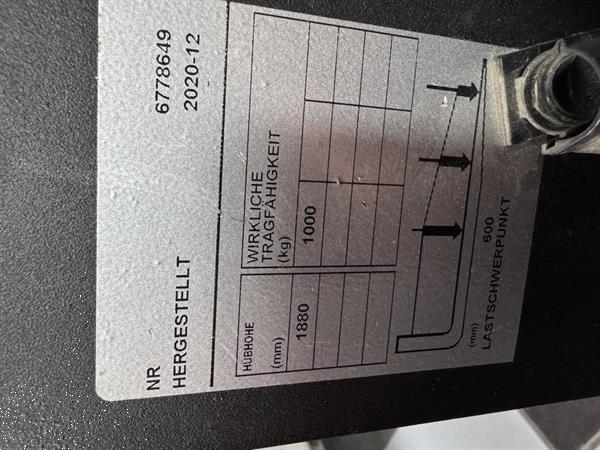 NR 6778649
HERGESTELLT 2020-12
HUBHÖHE
(mm)
WIRKLICHE
TRAGFÄHIGKEIT
(kg)
1880 1000
(mm) 600
LASTSCHWERPUNKT